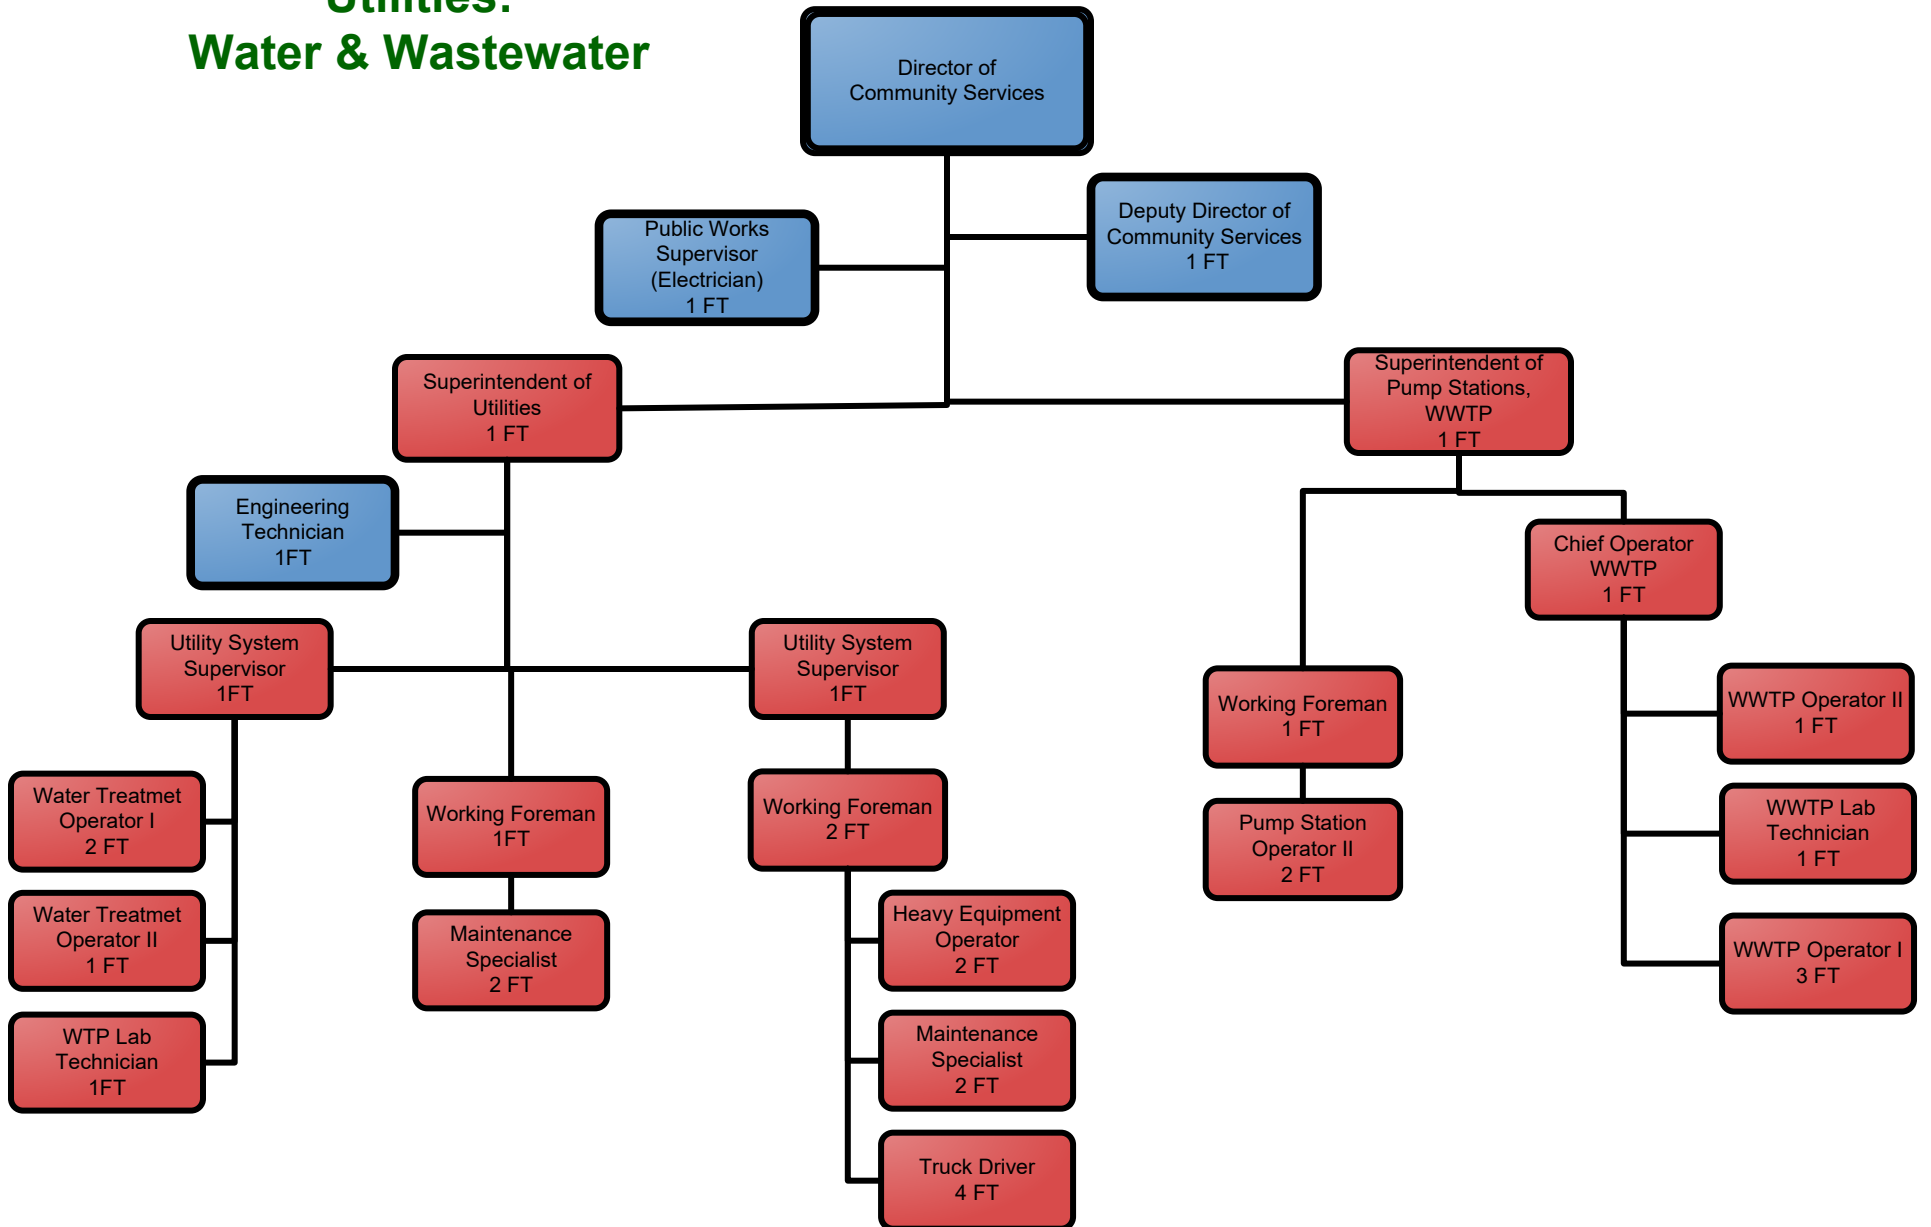 Utilities:
Water & Wastewater
Director of
Community Services
Deputy Director of
Community Services
1 FT
Public Works
Supervisor
(Electrician)
1 FT
Superintendent of
Utilities
1 FT
Superintendent of
Pump Stations,
WWTP
1 FT
Engineering
Technician
1FT
Chief Operator
WWTP
1 FT
Utility System
Supervisor
1FT
Utility System
Supervisor
1FT
Working Foreman
1 FT
WWTP Operator II
1 FT
Water Treatmet
Operator I
2 FT
Working Foreman
1FT
Working Foreman
2 FT
Pump Station
Operator II
2 FT
WWTP Lab
Technician
1 FT
Water Treatmet
Operator II
1 FT
Maintenance
Specialist
2 FT
Heavy Equipment
Operator
2 FT
WWTP Operator I
3 FT
WTP Lab
Technician
1FT
Maintenance
Specialist
2 FT
Truck Driver
4 FT